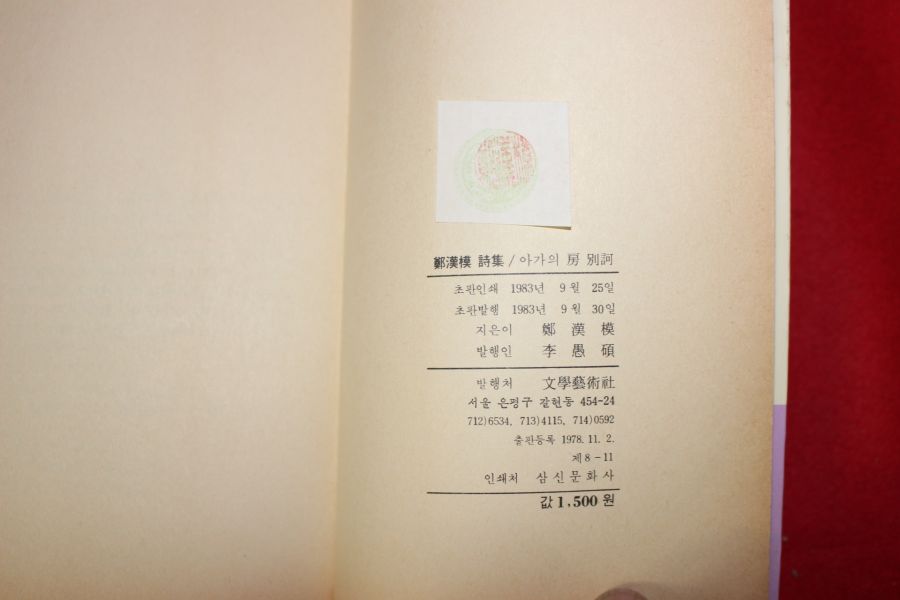 鄭漢模 詩集/아가의 房 別詞
초판인쇄 1983년 9월 25일
초판발행 1983년 9월 30일
지은이 鄭漢模
발행인 李愚碩
발행처 文學藝術社
서울 은평구 갈현동 454-24
712)6534, 713)4115, 714)0592
출판등록 1978. 11. 2.
제8-11
인쇄처 삼신문화사
값 1,500원